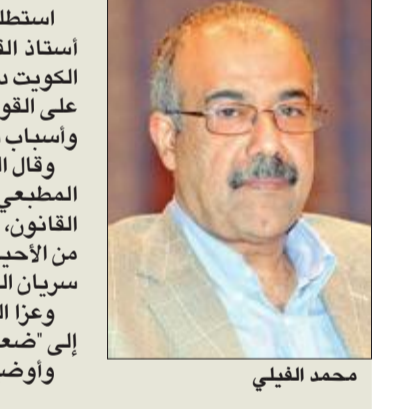 استطل
أستاذ الق
الكويت د
على القو
وأسباب
وقال ال
المطبعي
القانون،
من الأحي
سريان ال
وعزا ال
إلى "ضع
وأوض
محمد الفيلي